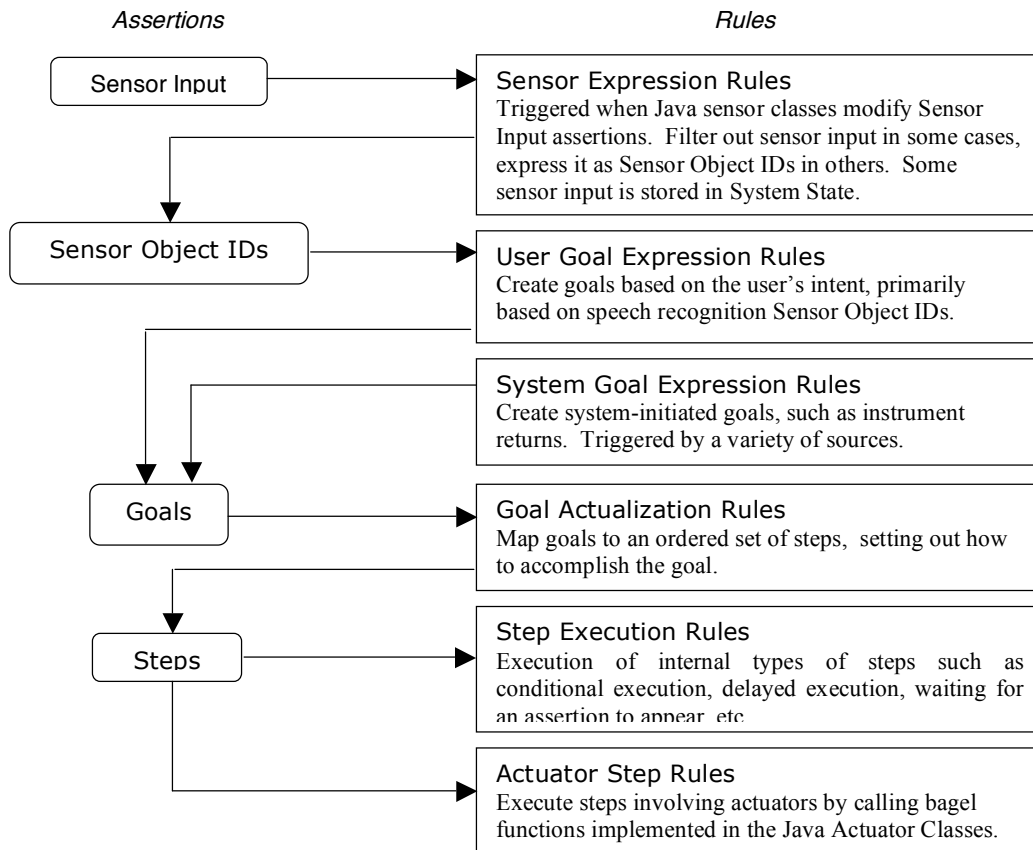 Assertions
Rules
Sensor Input
Sensor Expression Rules
Triggered when Java sensor classes modify Sensor
Input assertions.  Filter out sensor input in some cases,
express it as Sensor Object IDs in others.  Some
sensor input is stored in System State.
Sensor Object IDs
User Goal Expression Rules
Create goals based on the user's intent, primarily
based on speech recognition Sensor Object IDs.
System Goal Expression Rules
Create system-initiated goals, such as instrument
returns.  Triggered by a variety of sources.
Goals
Goal Actualization Rules
Map goals to an ordered set of steps,  setting out how
to accomplish the goal.
Steps
Step Execution Rules
Execution of internal types of steps such as
conditional execution, delayed execution, waiting for
an assertion to appear  etc
Actuator Step Rules
Execute steps involving actuators by calling bagel
functions implemented in the Java Actuator Classes.